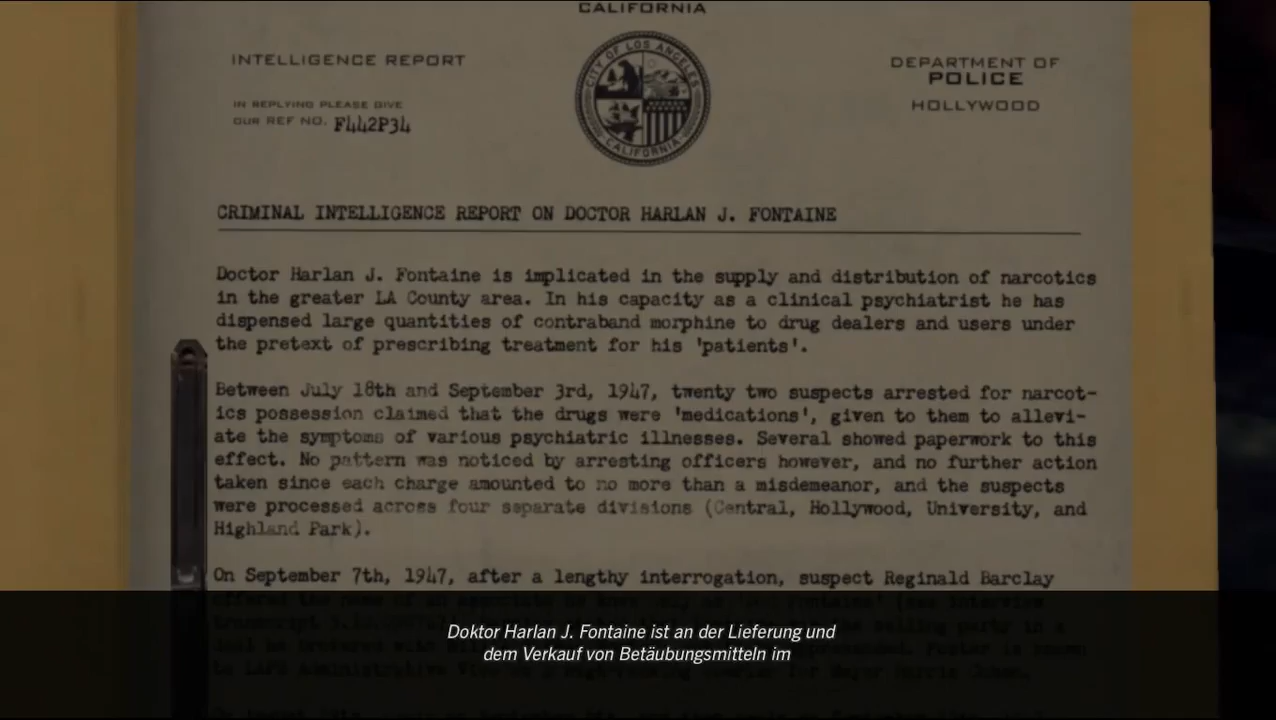 CALIFORNIA
INTELLIGENCE REPORT
DEPARTMENT OF
POLICE
HOLLYWOOD
IN REPLYING PLEASE GIVE
OUR REF NO. F442P34
CITY OF LOS ANGELES
CALIFORNIA
CRIMINAL INTELLIGENCE REPORT ON DOCTOR HARLAN J. FONTAINE
Doctor Harlan J. Fontaine is implicated in the supply and distribution of narcotics
in the greater LA County area. In his capacity as a clinical psychiatrist he has
dispensed large quantities of contraband morphine to drug dealers and users under
the pretext of prescribing treatment for his 'patients'.
Between July 18th and September 3rd, 1947, twenty two suspects arrested for narcot-
ics possession claimed that the drugs were 'medications', given to them to allevi-
ate the symptoms of various psychiatric illnesses. Several showed paperwork to this
effect. No pattern was noticed by arresting officers however, and no further action
taken since each charge amounted to no more than a misdemeanor, and the suspects
were processed across four separate divisions (Central, Hollywood, University, and
Highland Park).
On September 7th, 1947, after a lengthy interrogation, suspect Reginald Barclay
offered the name of an associate
Doktor Harlan J. Fontaine ist an der Lieferung und
dem Verkauf von Betäubungsmitteln im